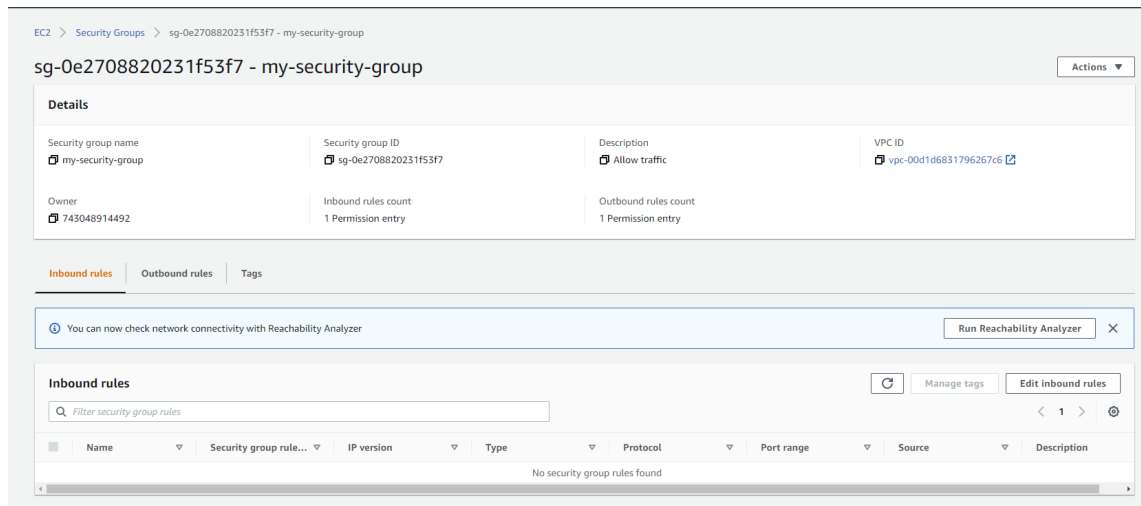 EC2 > Security Groups > sg-0e2708820231f53f7 - my-security-group
sg-0e2708820231f53f7 - my-security-group
Actions
Details
Security group name
my-security-group
Security group ID
sg-0e2708820231f53f7
Description
Allow traffic
VPC ID
vpc-00d1d6831796267c6
Owner
743048914492
Inbound rules count
1 Permission entry
Outbound rules count
1 Permission entry
Inbound rules Outbound rules Tags
You can now check network connectivity with Reachability Analyzer
Run Reachability Analyzer
Inbound rules
Manage tags
Edit inbound rules
Filter security group rules
< 1 >
Name Security group rule... IP version Type Protocol Port range Source Description
No security group rules found